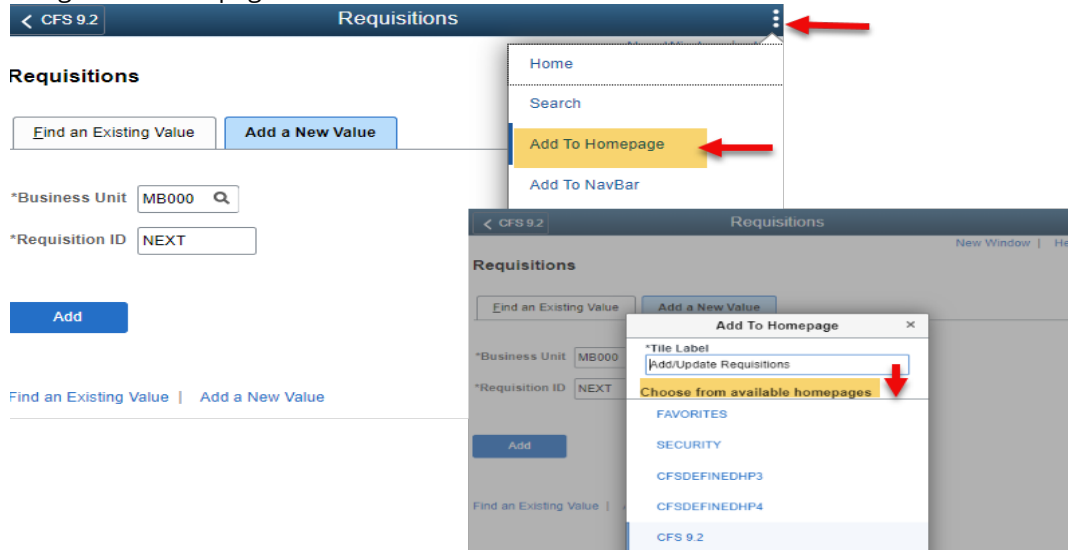 CFS 9.2 Requisitions
Requisitions
Find an Existing Value Add a New Value
*Business Unit MB000
*Requisition ID NEXT
Add
Find an Existing Value | Add a New Value
Home
Search
Add To Homepage
Add To NavBar
CFS 9.2 Requisitions
New Window |
Requisitions
Find an Existing Value Add a New Value
*Business Unit MB000
*Requisition ID NEXT
Add
Find an Existing Value |
Add To Homepage ×
*Tile Label
Add/Update Requisitions
Choose from available homepages
FAVORITES
SECURITY
CFSDEFINEDHP3
CFSDEFINEDHP4
CFS 9.2